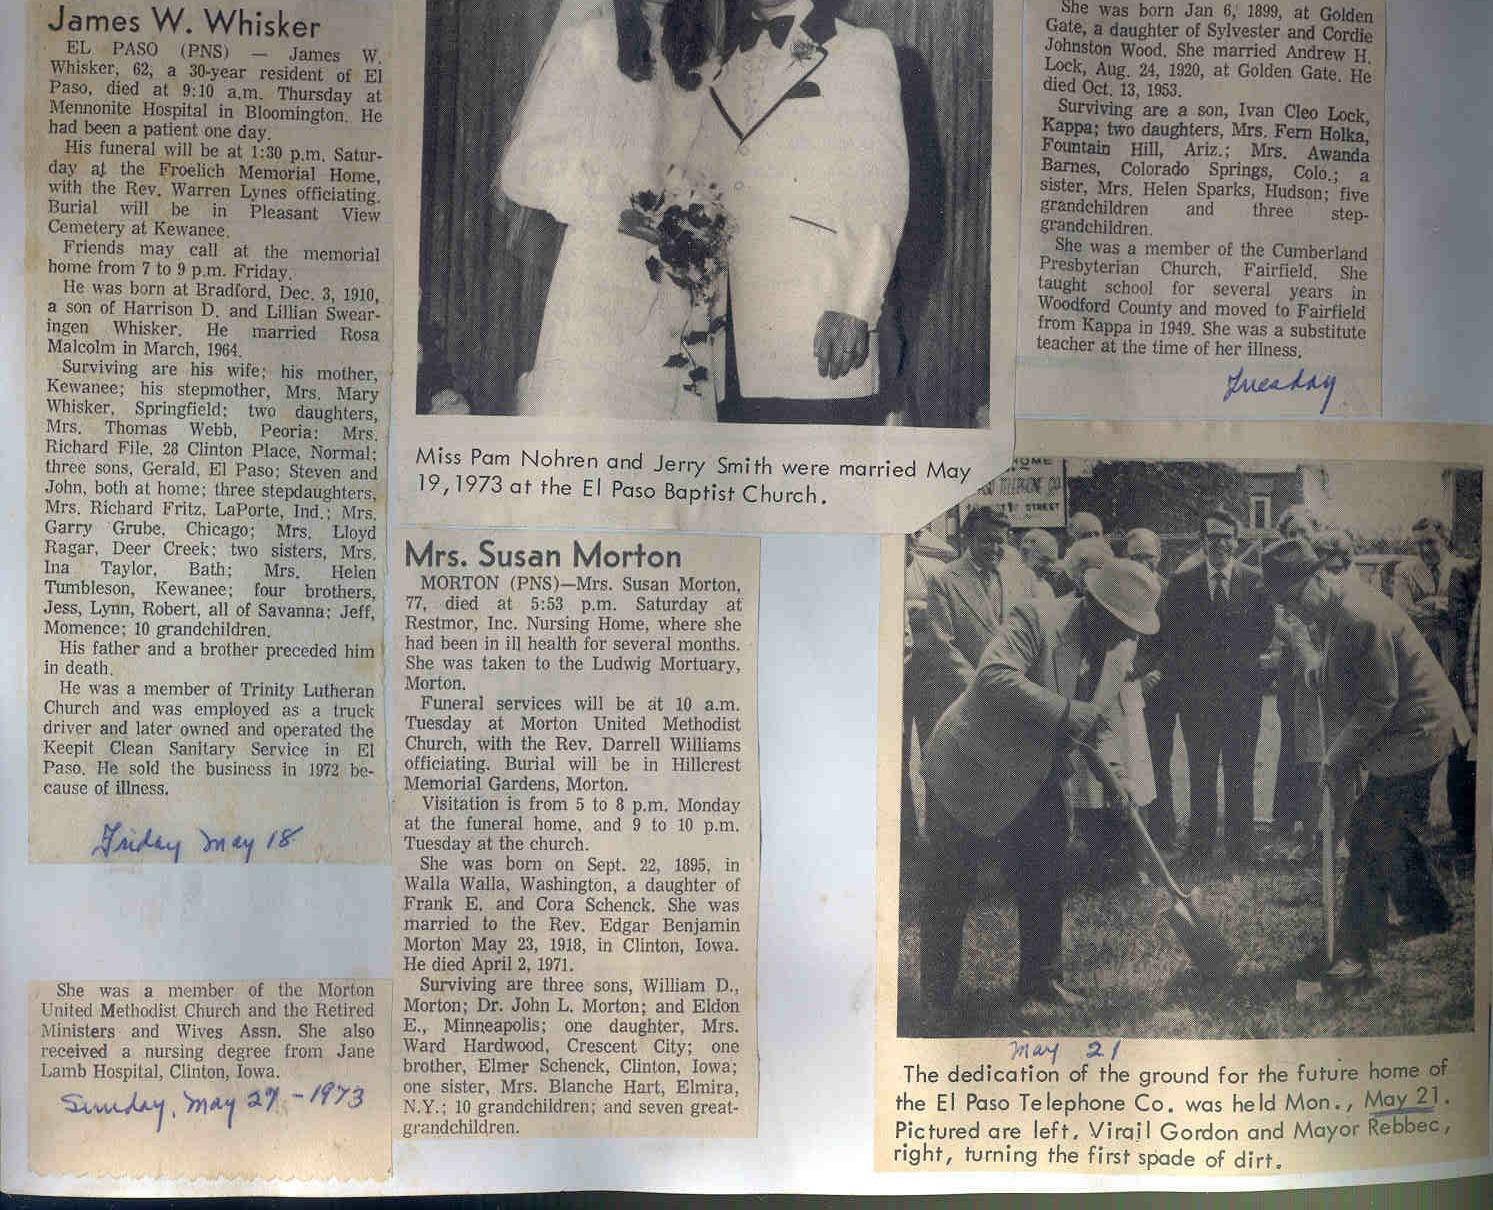 James W. Whisker
EL PASO (PNS) — James W.
Whisker, 62, a 30-year resident of El
Paso, died at 9:10 a.m. Thursday at
Mennonite Hospital in Bloomington. He
had been a patient one day.
His funeral will be at 1:30 p.m. Satur-
day at the Froelich Memorial Home,
with the Rev. Warren Lynes officiating.
Burial will be in Pleasant View
Cemetery at Kewanee.
Friends may call at the memorial
home from 7 to 9 p.m. Friday.
He was born at Bradford, Dec. 3, 1910,
a son of Harrison D. and Lillian Swear-
ingen Whisker. He married Rosa
Malcolm in March, 1964.
Surviving are his wife; his mother,
Kewanee; his stepmother, Mrs. Mary
Whisker, Springfield; two daughters,
Mrs. Thomas Webb, Peoria; Mrs.
Richard File, 28 Clinton Place, Normal;
three sons, Gerald, El Paso; Steven and
John, both at home; three stepdaughters,
Mrs. Richard Fritz, LaPorte, Ind.; Mrs.
Garry Grube, Chicago; Mrs. Lloyd
Ragar, Deer Creek; two sisters, Mrs.
Ina Taylor, Bath; Mrs. Helen
Tumbleson, Kewanee; four brothers,
Jess, Lynn, Robert, all of Savanna; Jeff,
Momence; 10 grandchildren.
His father and a brother preceded him
in death.
He was a member of Trinity Lutheran
Church and was employed as a truck
driver and later owned and operated the
Keepit Clean Sanitary Service in El
Paso. He sold the business in 1972 be-
cause of illness.
Friday May 18
She was a member of the Morton
United Methodist Church and the Retired
Ministers and Wives Assn. She also
received a nursing degree from Jane
Lamb Hospital, Clinton, Iowa.
Sunday, May 27 - 1973
Miss Pam Nohren and Jerry Smith were married May
19, 1973 at the El Paso Baptist Church.
Mrs. Susan Morton
MORTON (PNS)—Mrs. Susan Morton,
77, died at 5:53 p.m. Saturday at
Restmor, Inc. Nursing Home, where she
had been in ill health for several months.
She was taken to the Ludwig Mortuary,
Morton.
Funeral services will be at 10 a.m.
Tuesday at Morton United Methodist
Church, with the Rev. Darrell Williams
officiating. Burial will be in Hillcrest
Memorial Gardens, Morton.
Visitation is from 5 to 8 p.m. Monday
at the funeral home, and 9 to 10 p.m.
Tuesday at the church.
She was born on Sept. 22, 1895, in
Walla Walla, Washington, a daughter of
Frank E. and Cora Schenck. She was
married to the Rev. Edgar Benjamin
Morton May 23, 1918, in Clinton, Iowa.
He died April 2, 1971.
Surviving are three sons, William D.,
Morton; Dr. John L. Morton; and Eldon
E., Minneapolis; one daughter, Mrs.
Ward Hardwood, Crescent City; one
brother, Elmer Schenck, Clinton, Iowa;
one sister, Mrs. Blanche Hart, Elmira,
N.Y.; 10 grandchildren; and seven great-
grandchildren.
She was born Jan 6, 1899, at Golden
Gate, a daughter of Sylvester and Cordie
Johnston Wood. She married Andrew H.
Lock, Aug. 24, 1920, at Golden Gate. He
died Oct. 13, 1953.
Surviving are a son, Ivan Cleo Lock,
Kappa; two daughters, Mrs. Fern Holka,
Fountain Hill, Ariz.; Mrs. Awanda
Barnes, Colorado Springs, Colo.; a
sister, Mrs. Helen Sparks, Hudson; five
grandchildren and three step-
grandchildren.
She was a member of the Cumberland
Presbyterian Church, Fairfield. She
taught school for several years in
Woodford County and moved to Fairfield
from Kappa in 1949. She was a substitute
teacher at the time of her illness.
Tuesday
HOME
TELEPHONE CO
STREET
May 21
The dedication of the ground for the future home of
the El Paso Telephone Co. was held Mon., May 21.
Pictured are left, Virgil Gordon and Mayor Rebbec,
right, turning the first spade of dirt.